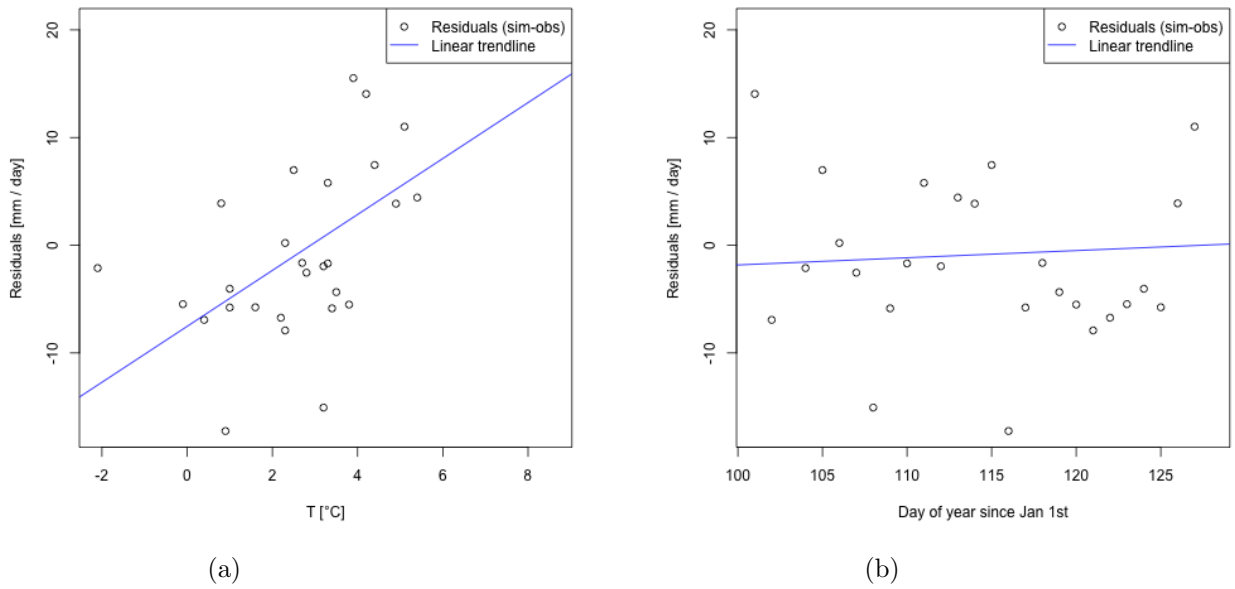 Residuals (sim-obs)
Linear trendline
20
10
0
-10
Residuals [mm / day]
-2 0 2 4 6 8
T [°C]
(a)
Residuals (sim-obs)
Linear trendline
20
10
0
-10
Residuals [mm / day]
100 105 110 115 120 125
Day of year since Jan 1st
(b)